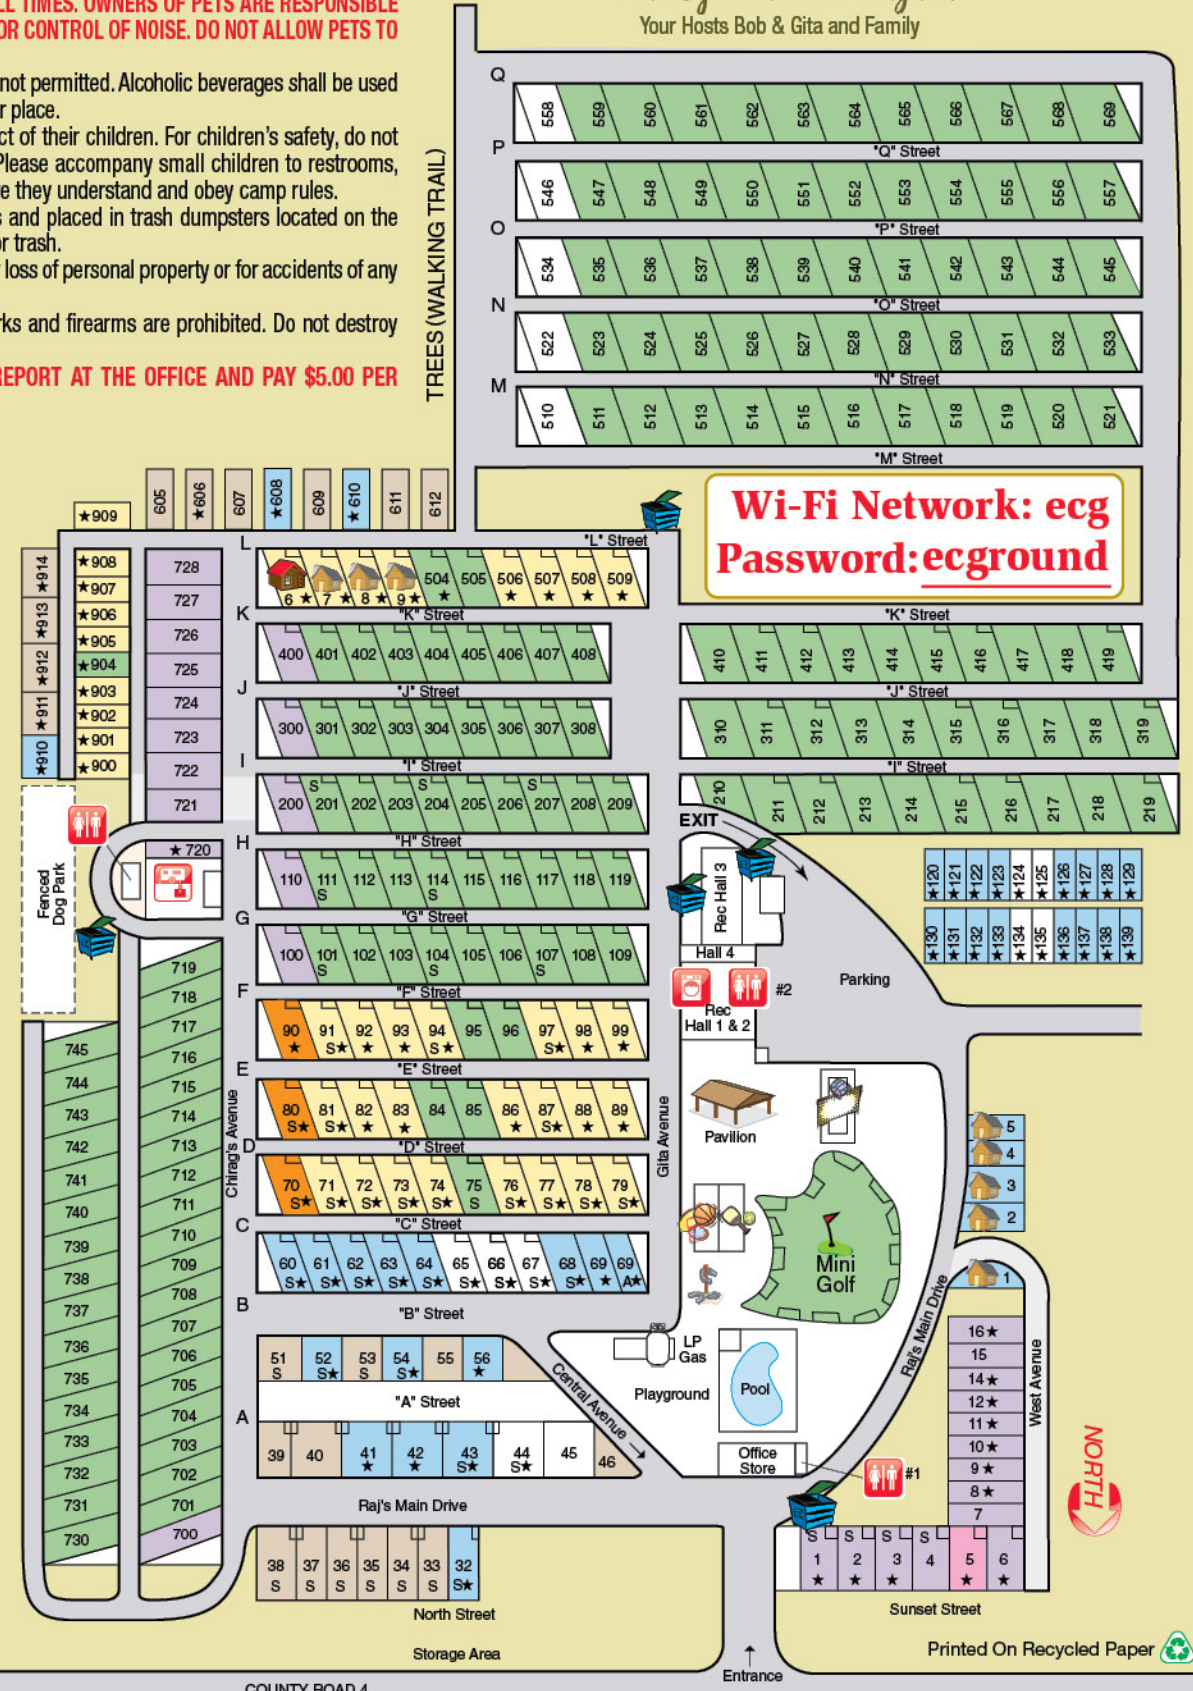 LL TIMES. OWNERS OF PETS ARE RESPONSIBLE
OR CONTROL OF NOISE. DO NOT ALLOW PETS TO
not permitted. Alcoholic beverages shall be used
r place.
ct of their children. For children's safety, do not
Please accompany small children to restrooms,
e they understand and obey camp rules.
s and placed in trash dumpsters located on the
or trash.
r loss of personal property or for accidents of any
rks and firearms are prohibited. Do not destroy
REPORT AT THE OFFICE AND PAY $5.00 PER
Your Hosts Bob & Gita and Family
TREES (WALKING TRAIL)
Q
558 559 560 561 562 563 564 565 566 567 568 569
"Q" Street
P
546 547 548 549 550 551 552 553 554 555 556 557
"P" Street
O
534 535 536 537 538 539 540 541 542 543 544 545
"O" Street
N
522 523 524 525 526 527 528 529 530 531 532 533
"N" Street
M
510 511 512 513 514 515 516 517 518 519 520 521
"M" Street
Wi-Fi Network: ecg
Password: ecground
605 ★606 607 ★608 609 ★610 611 612
★909
★908
★907
★906
★905
★904
★903
★902
★901
★900
★914
★913
★912
★911
★910
728
727
726
725
724
723
722
721
★720
Fenced
Dog Park
L
"L" Street
6★ 7★ 8★ 9★ 504★ 505 506★ 507★ 508★ 509★
K
"K" Street
400 401 402 403 404 405 406 407 408
"K" Street
410 411 412 413 414 415 416 417 418 419
J
"J" Street
300 301 302 303 304 305 306 307 308
"J" Street
310 311 312 313 314 315 316 317 318 319
I
"I" Street
200 S 201 202 203 S 204 205 206 S 207 208 209
"I" Street
210 211 212 213 214 215 216 217 218 219
H
"H" Street
110 111 S 112 113 114 S 115 116 117 118 119
G
"G" Street
100 101 S 102 103 104 S 105 106 107 S 108 109
F
"F" Street
90★ 91 S★ 92★ 93★ 94 S★ 95 96 97 S★ 98★ 99★
E
"E" Street
80 S★ 81 S★ 82★ 83★ 84 85 86★ 87 S★ 88★ 89★
D
"D" Street
70 S★ 71 S★ 72 S★ 73 S★ 74 S★ 75 S 76 S★ 77 S★ 78 S★ 79 S★
C
"C" Street
60 S★ 61 S★ 62 S★ 63 S★ 64 S★ 65 S★ 66 S★ 67 S★ 68 S★ 69★ 69 A★
B
"B" Street
51 S 52 S★ 53 S 54 S★ 55 56★
"A" Street
A
39 40 41★ 42★ 43 S★ 44 S★ 45 46
Raj's Main Drive
38 S 37 S 36 S 35 S 34 S 33 S 32 S★
North Street
Storage Area
Chirag's Avenue
Gita Avenue
Central Avenue →
719
718
717
716
715
714
713
712
711
710
709
708
707
706
705
704
703
702
701
700
745
744
743
742
741
740
739
738
737
736
735
734
733
732
731
730
EXIT
Rec Hall 3
Hall 4
#2
Rec
Hall 1 & 2
Parking
★120 ★121 ★122 ★123 ★124 ★125 ★126 ★127 ★128 ★129
★130 ★131 ★132 ★133 ★134 ★135 ★136 ★137 ★138 ★139
Pavilion
Mini
Golf
LP
Gas
Playground
Pool
Office
Store
#1
Raj's Main Drive
5
4
3
2
1
West Avenue
16★
15
14★
12★
11★
10★
9★
8★
7
S 1★ S 2★ S 3★ S 4 5★ 6★
Sunset Street
NORTH
Printed On Recycled Paper
↑
Entrance
COUNTY ROAD 4